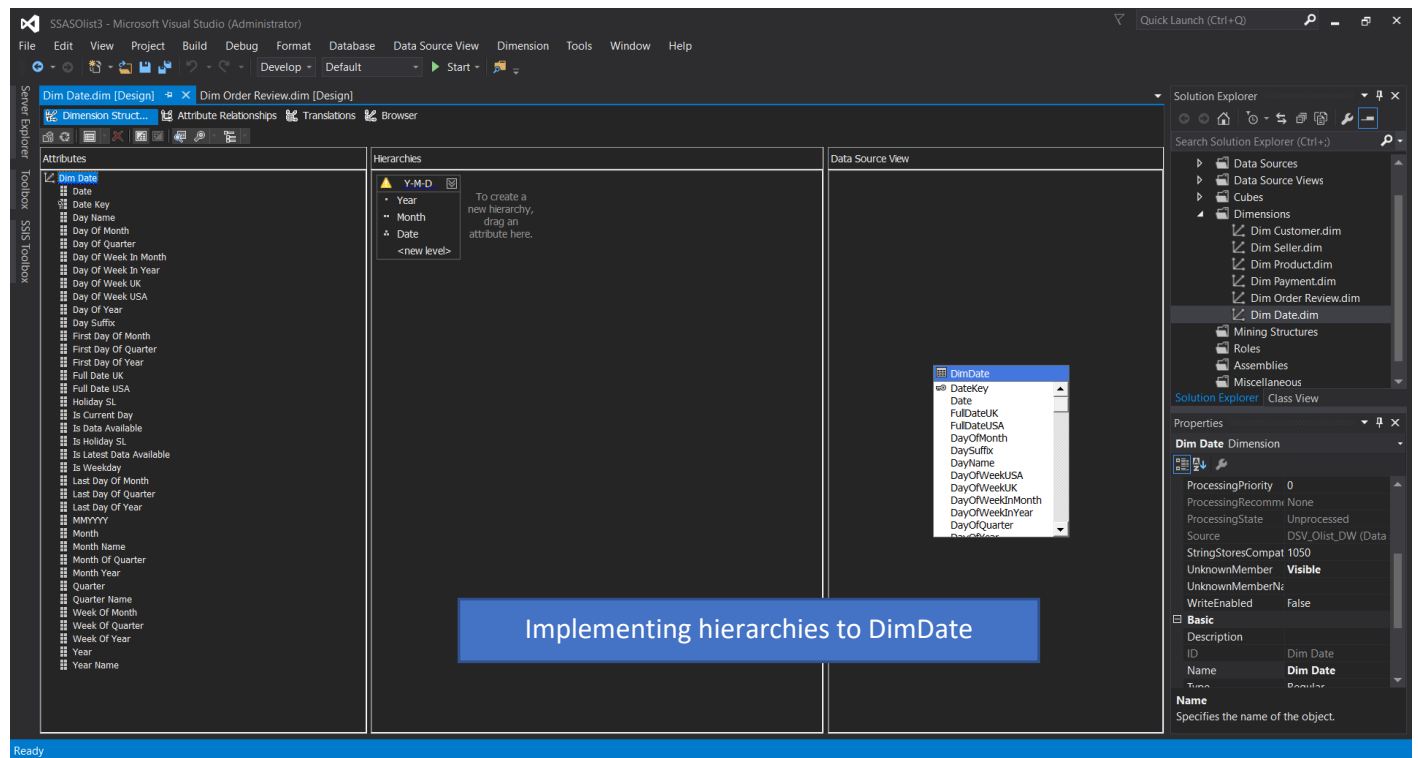 SSASOlist3 - Microsoft Visual Studio (Administrator)
Quick Launch (Ctrl+Q)
File Edit View Project Build Debug Format Database Data Source View Dimension Tools Window Help
Develop Default Start
Server Explorer
Toolbox
SSIS Toolbox
Dim Date.dim [Design] Dim Order Review.dim [Design]
Dimension Struct... Attribute Relationships Translations Browser
Attributes
Dim Date
Date
Date Key
Day Name
Day Of Month
Day Of Quarter
Day Of Week In Month
Day Of Week In Year
Day Of Week UK
Day Of Week USA
Day Of Year
Day Suffix
First Day Of Month
First Day Of Quarter
First Day Of Year
Full Date UK
Full Date USA
Holiday SL
Is Current Day
Is Data Available
Is Holiday SL
Is Latest Data Available
Is Weekday
Last Day Of Month
Last Day Of Quarter
Last Day Of Year
MMYYYY
Month
Month Name
Month Of Quarter
Month Year
Quarter
Quarter Name
Week Of Month
Week Of Quarter
Week Of Year
Year
Year Name
Hierarchies
Y-M-D
Year
Month
Date
<new level>
To create a
new hierarchy,
drag an
attribute here.
Data Source View
DimDate
DateKey
Date
FullDateUK
FullDateUSA
DayOfMonth
DaySuffix
DayName
DayOfWeekUSA
DayOfWeekUK
DayOfWeekInMonth
DayOfWeekInYear
DayOfQuarter
DayOfYear
Implementing hierarchies to DimDate
Solution Explorer
Search Solution Explorer (Ctrl+;)
Data Sources
Data Source Views
Cubes
Dimensions
Dim Customer.dim
Dim Seller.dim
Dim Product.dim
Dim Payment.dim
Dim Order Review.dim
Dim Date.dim
Mining Structures
Roles
Assemblies
Miscellaneous
Solution Explorer Class View
Properties
Dim Date Dimension
ProcessingPriority 0
ProcessingRecomme None
ProcessingState Unprocessed
Source DSV_Olist_DW (Data
StringStoresCompat 1050
UnknownMember Visible
UnknownMemberNa
WriteEnabled False
Basic
Description
ID Dim Date
Name Dim Date
Type Regular
Name
Specifies the name of the object.
Ready